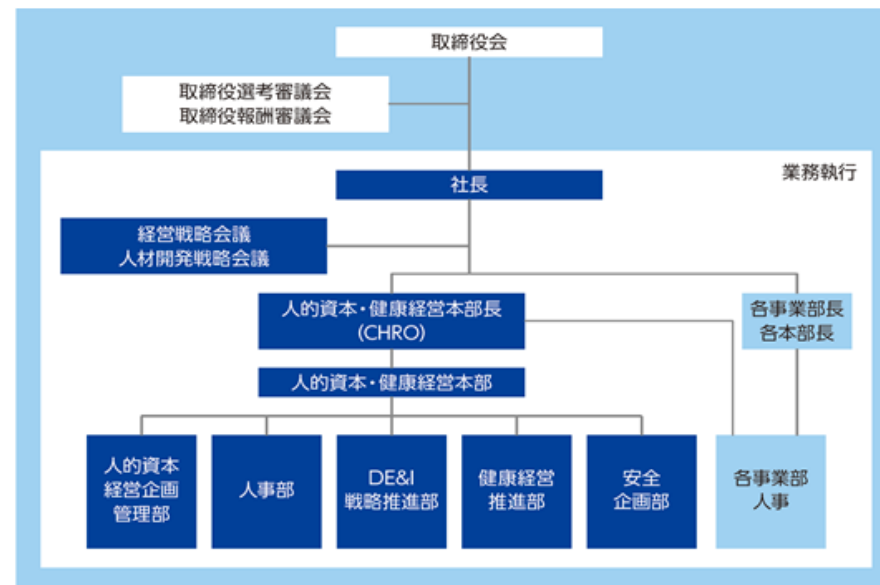 取締役会
取締役選考審議会
取締役報酬審議会
業務執行
社長
経営戦略会議
人材開発戦略会議
人的資本・健康経営本部長
(CHRO)
各事業部長
各本部長
人的資本・健康経営本部
人的資本
経営企画
管理部
人事部
DE&I
戦略推進部
健康経営
推進部
安全
企画部
各事業部
人事